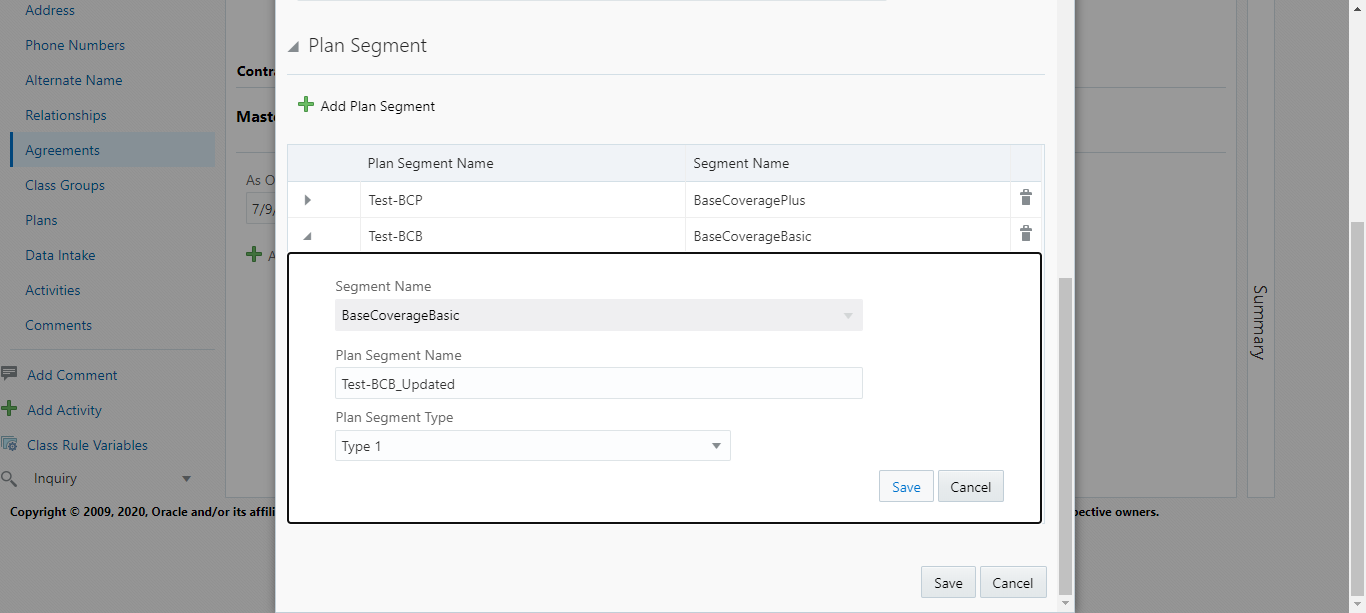 Address
Phone Numbers
Alternate Name
Relationships
Agreements
Class Groups
Plans
Data Intake
Activities
Comments
Add Comment
Add Activity
Class Rule Variables
Inquiry
Copyright © 2009, 2020, Oracle and/or its affili
Contr
Mast
As O
7/9/
A
Plan Segment
Add Plan Segment
Plan Segment Name Segment Name
Test-BCP BaseCoveragePlus
Test-BCB BaseCoverageBasic
Segment Name
BaseCoverageBasic
Plan Segment Name
Test-BCB_Updated
Plan Segment Type
Type 1
Save Cancel
Save Cancel
pective owners.
Summary